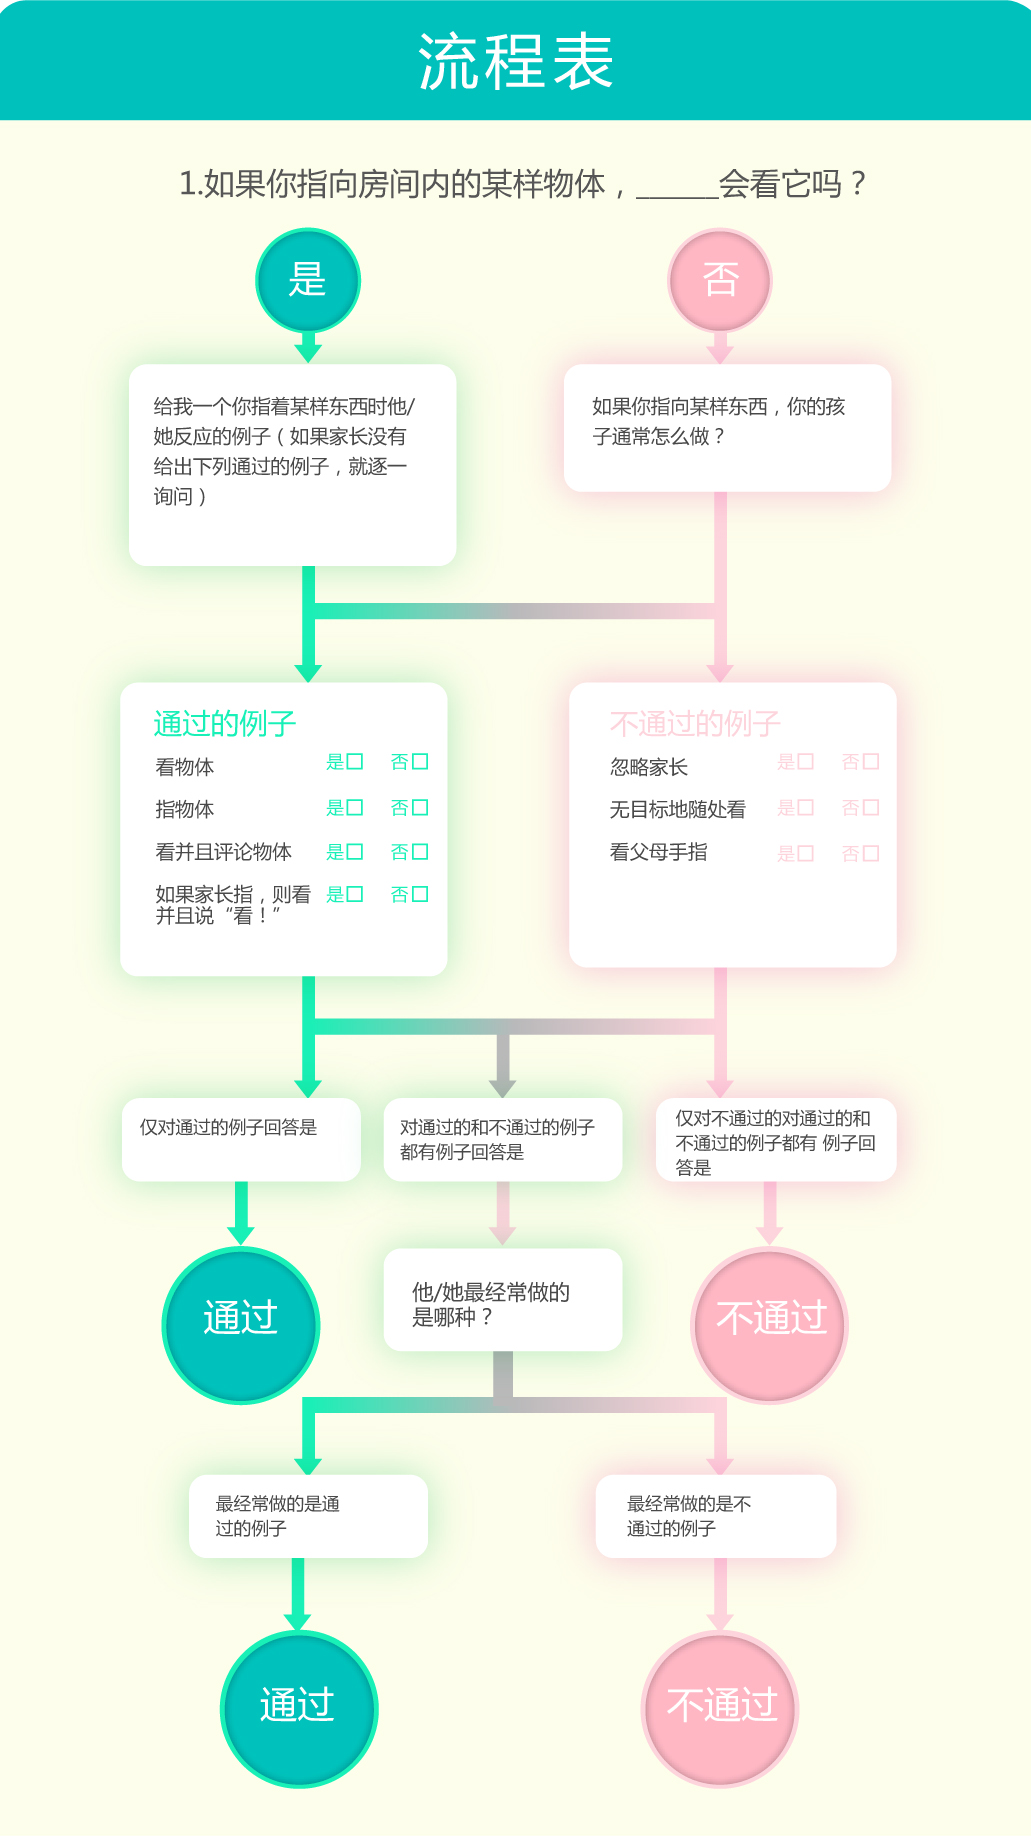 流程表
1.如果你指向房间内的某样物体，______会看它吗？
是
否
给我一个你指着某样东西时他/
她反应的例子（如果家长没有
给出下列通过的例子，就逐一
询问）
如果你指向某样东西，你的孩
子通常怎么做？
通过的例子
看物体 是□ 否□
指物体 是□ 否□
看并且评论物体 是□ 否□
如果家长指，则看 是□ 否□
并且说“看！”
不通过的例子
忽略家长 是□ 否□
无目标地随处看 是□ 否□
看父母手指 是□ 否□
仅对通过的例子回答是
对通过的和不通过的例子
都有例子回答是
仅对不通过的对通过的和
不通过的例子都有 例子回
答是
通过
他/她最经常做的
是哪种？
不通过
最经常做的是通
过的例子
最经常做的是不
通过的例子
通过
不通过